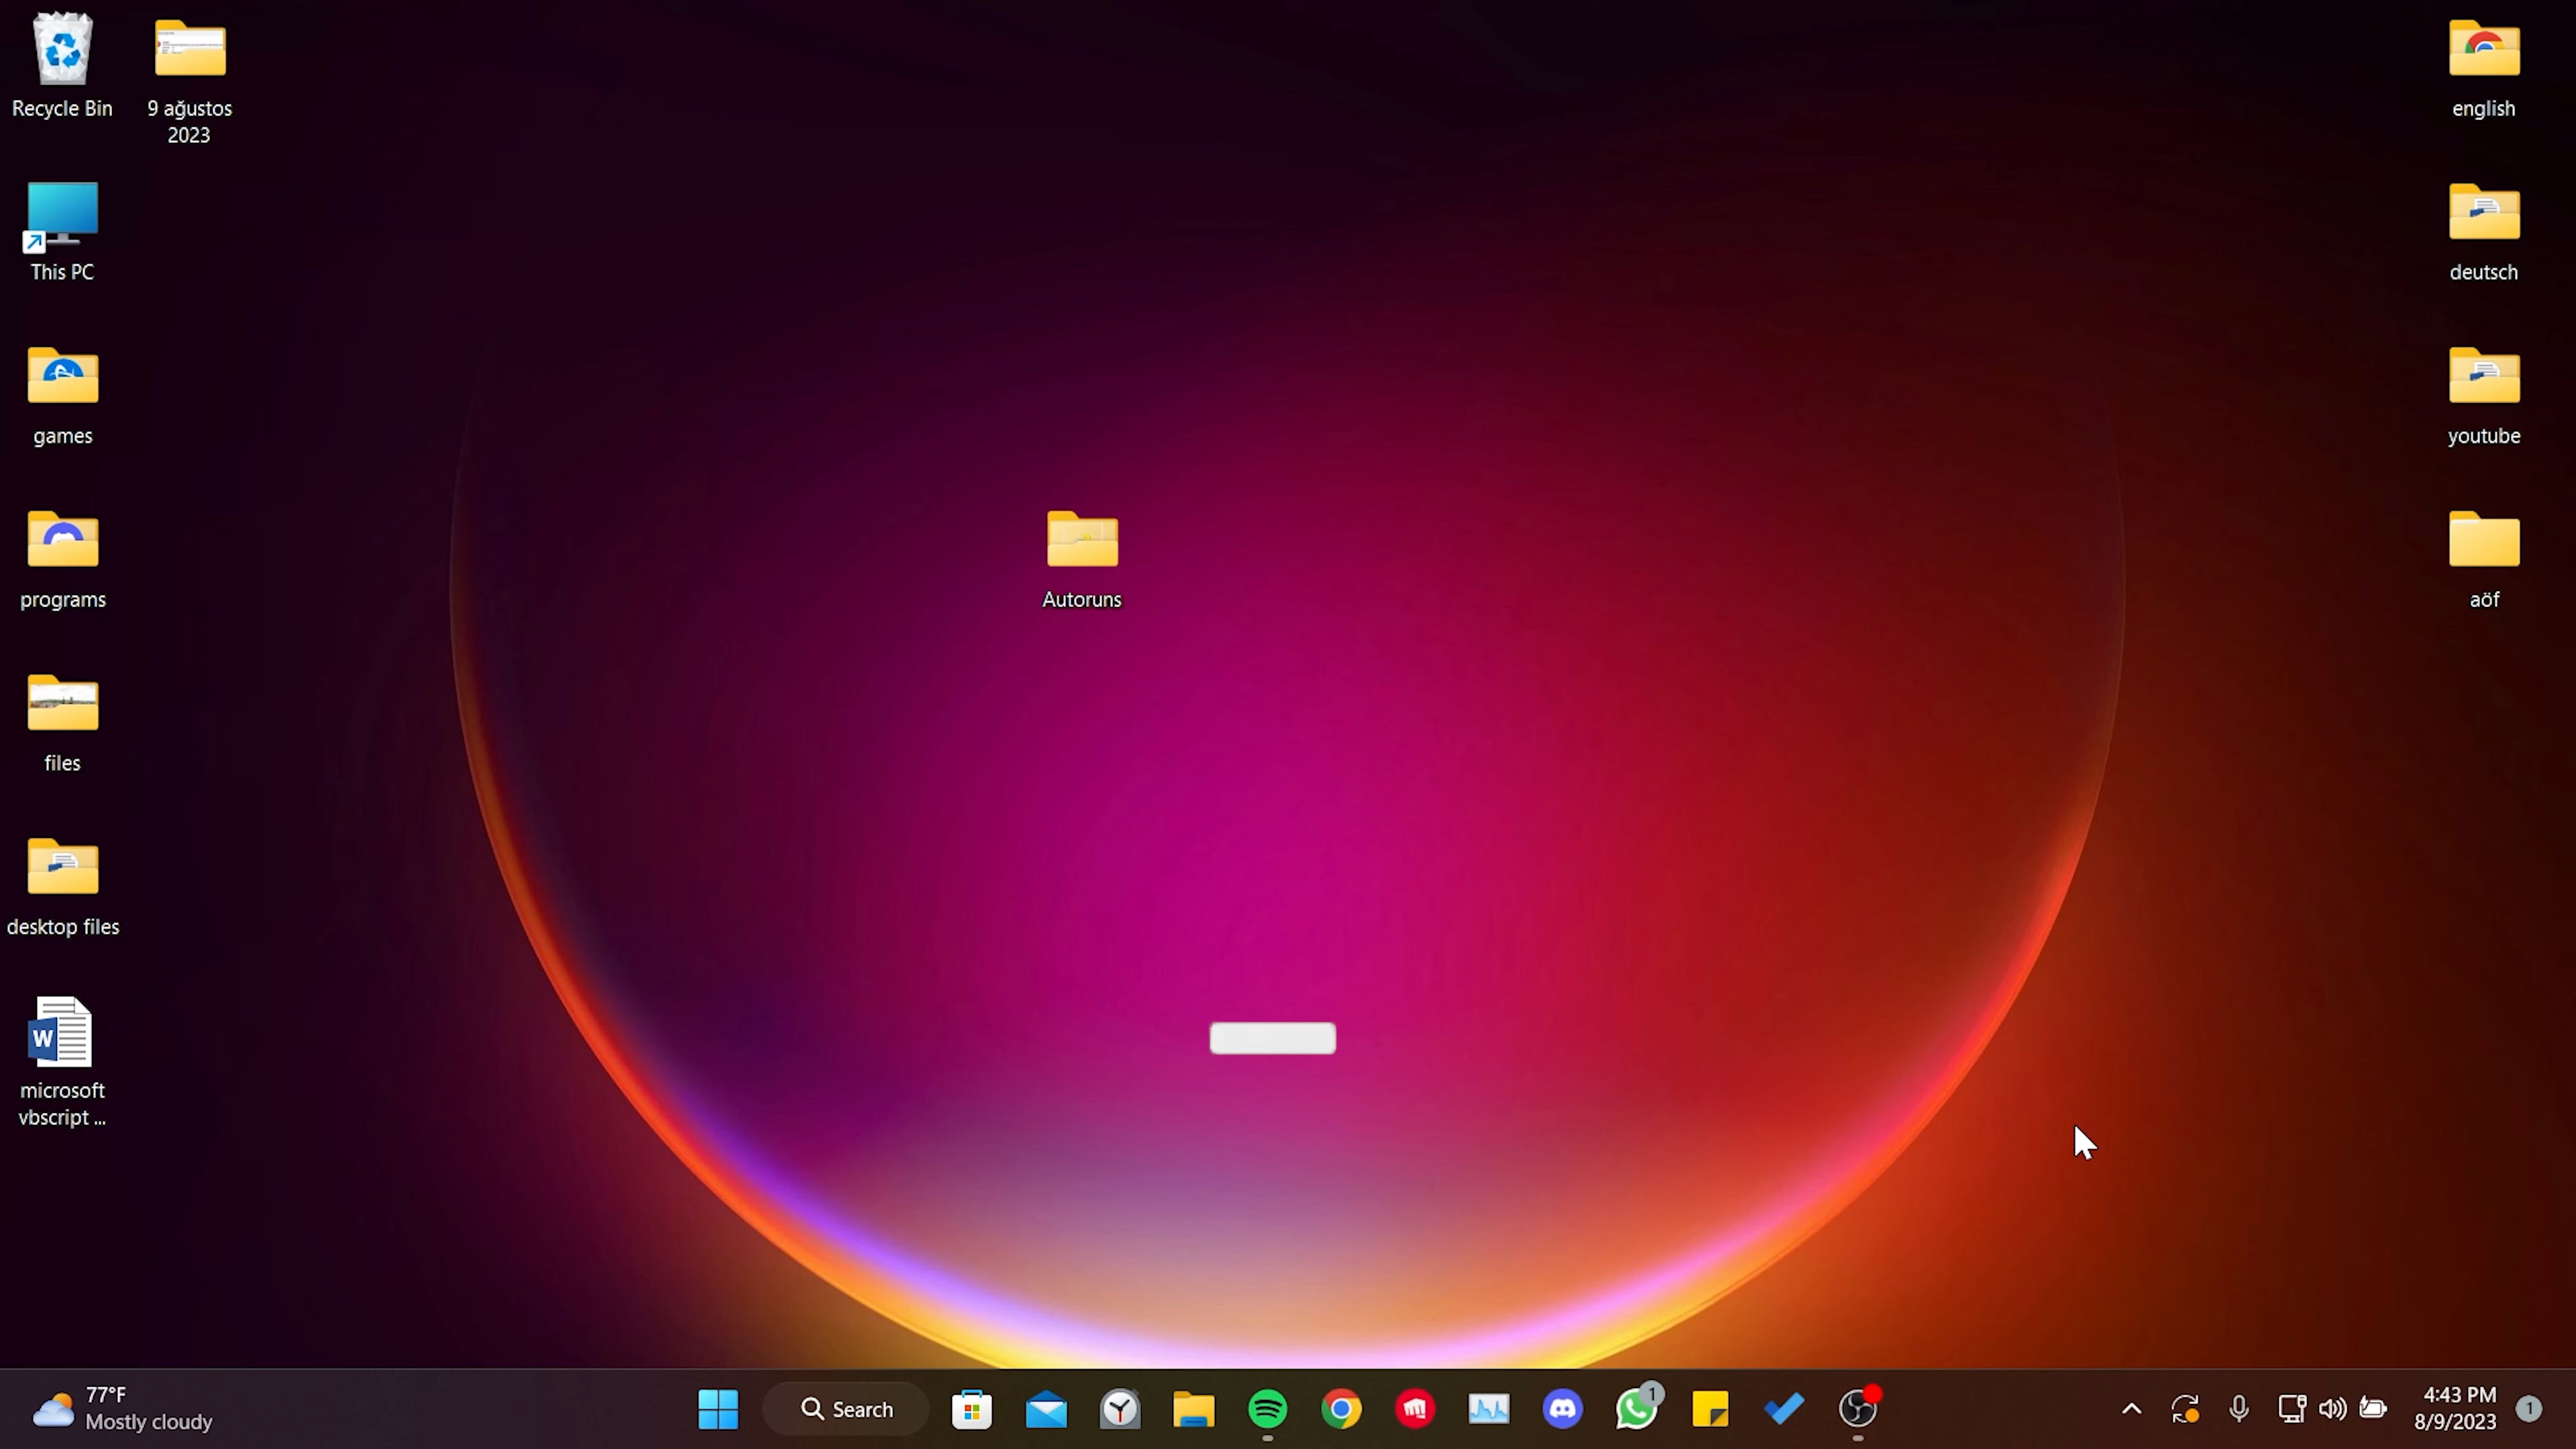 Recycle Bin
9 ağustos
2023
This PC
games
programs
files
desktop files
W
microsoft
vbscript ...
Autoruns
english
deutsch
youtube
aöf
77°F
Mostly cloudy
Search
1
4:43 PM
8/9/2023
1